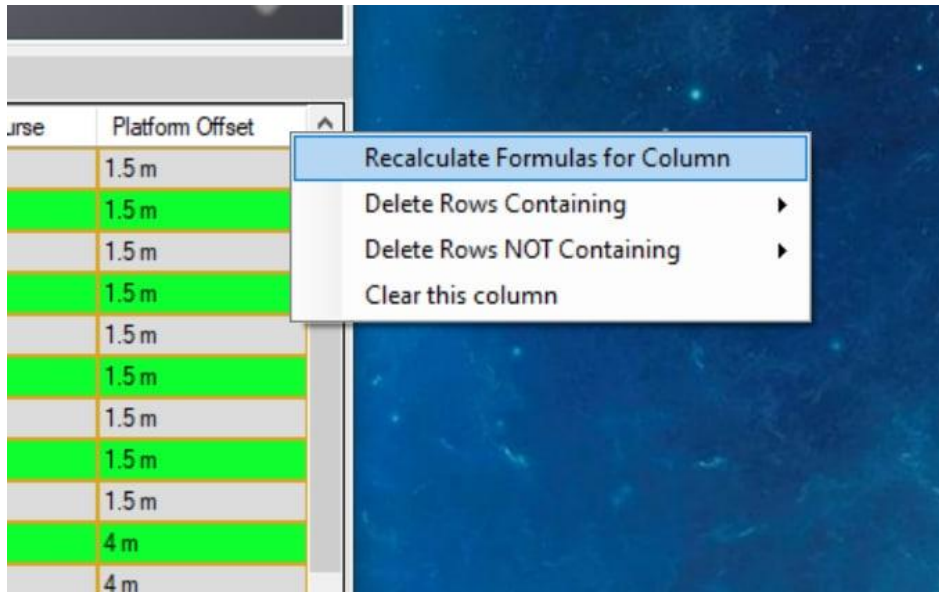 urse Platform Offset
Recalculate Formulas for Column
1.5 m
Delete Rows Containing
1.5 m
Delete Rows NOT Containing
1.5 m
Clear this column
1.5 m
1.5 m
1.5 m
1.5 m
1.5 m
1.5 m
4 m
4 m